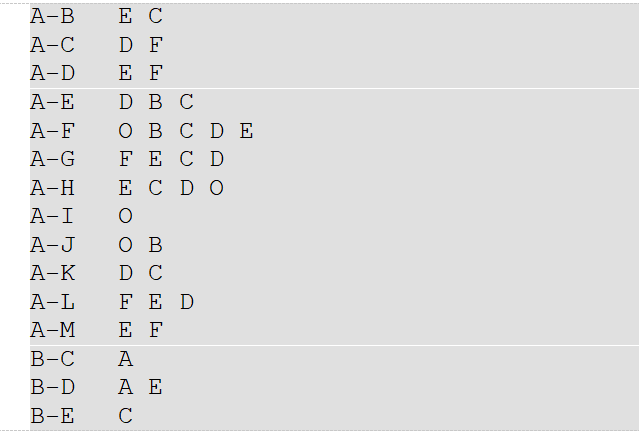 A-B E C
A-C D F
A-D E F
A-E D B C
A-F O B C D E
A-G F E C D
A-H E C D O
A-I O
A-J O B
A-K D C
A-L F E D
A-M E F
B-C A
B-D A E
B-E C